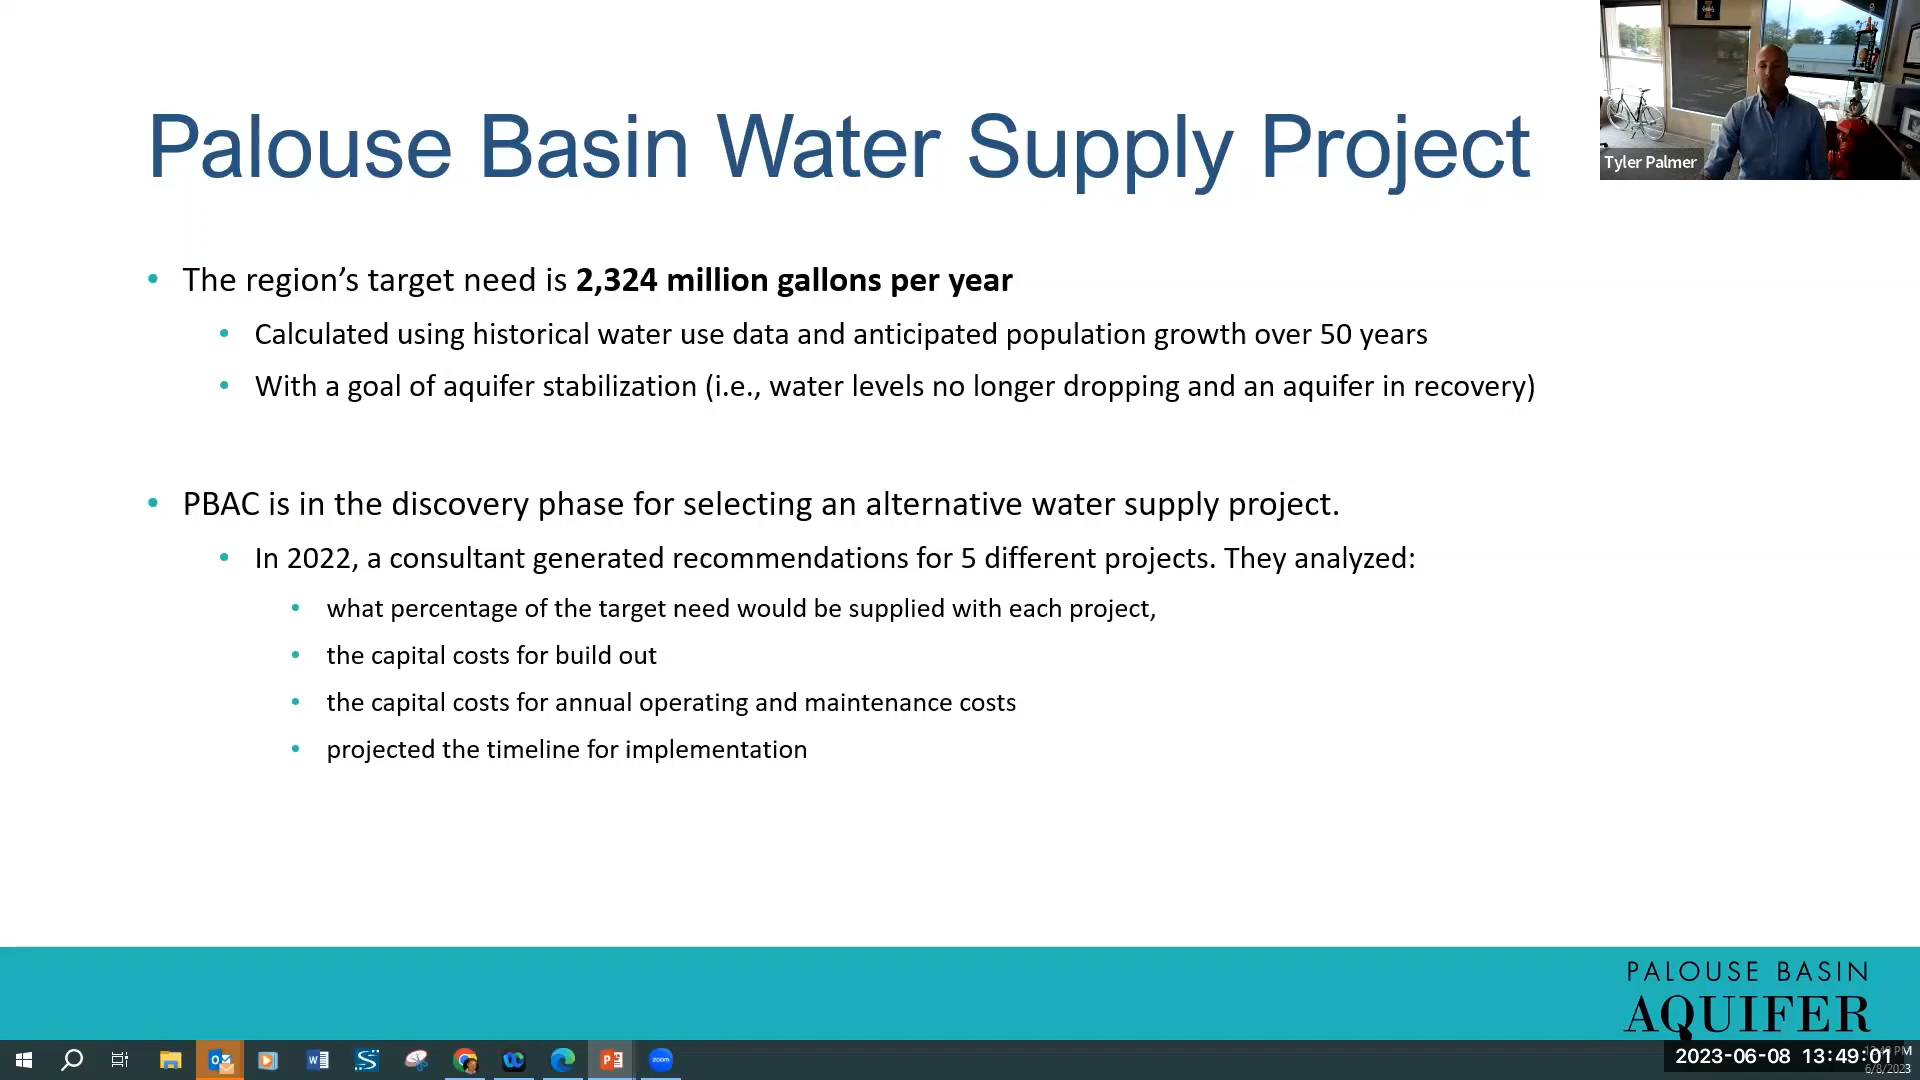 Palouse Basin Water Supply Project
Tyler Palmer
• The region’s target need is 2,324 million gallons per year
• Calculated using historical water use data and anticipated population growth over 50 years
• With a goal of aquifer stabilization (i.e., water levels no longer dropping and an aquifer in recovery)
• PBAC is in the discovery phase for selecting an alternative water supply project.
• In 2022, a consultant generated recommendations for 5 different projects. They analyzed:
• what percentage of the target need would be supplied with each project,
• the capital costs for build out
• the capital costs for annual operating and maintenance costs
• projected the timeline for implementation
PALOUSE BASIN
AQUIFER
zoom
2023-06-08 13:49:01
PM
6/8/2023